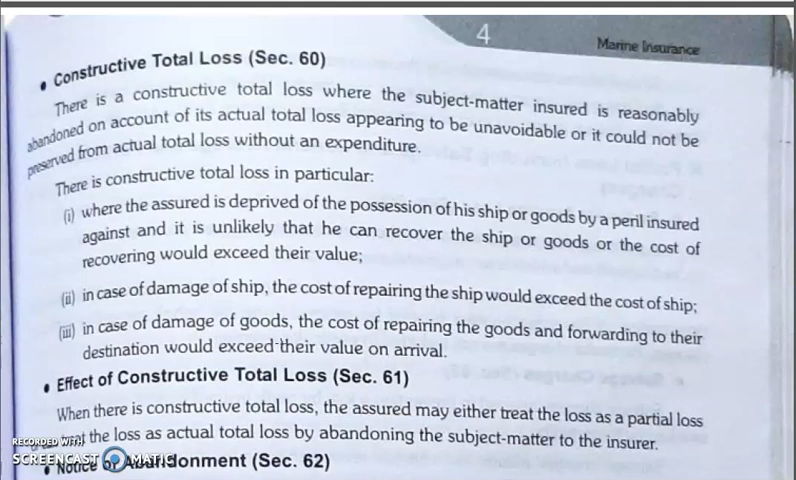 4
Marine Insurance
• Constructive Total Loss (Sec. 60)
There is a constructive total loss where the subject-matter insured is reasonably
abandoned on account of its actual total loss appearing to be unavoidable or it could not be
preserved from actual total loss without an expenditure.
There is constructive total loss in particular:
(i) where the assured is deprived of the possession of his ship or goods by a peril insured
against and it is unlikely that he can recover the ship or goods or the cost of
recovering would exceed their value;
(ii) in case of damage of ship, the cost of repairing the ship would exceed the cost of ship;
(iii) in case of damage of goods, the cost of repairing the goods and forwarding to their
destination would exceed their value on arrival.
• Effect of Constructive Total Loss (Sec. 61)
When there is constructive total loss, the assured may either treat the loss as a partial loss
the loss as actual total loss by abandoning the subject-matter to the insurer.
• Notice of Abandonment (Sec. 62)
RECORDED WITH
SCREENCAST MATIC